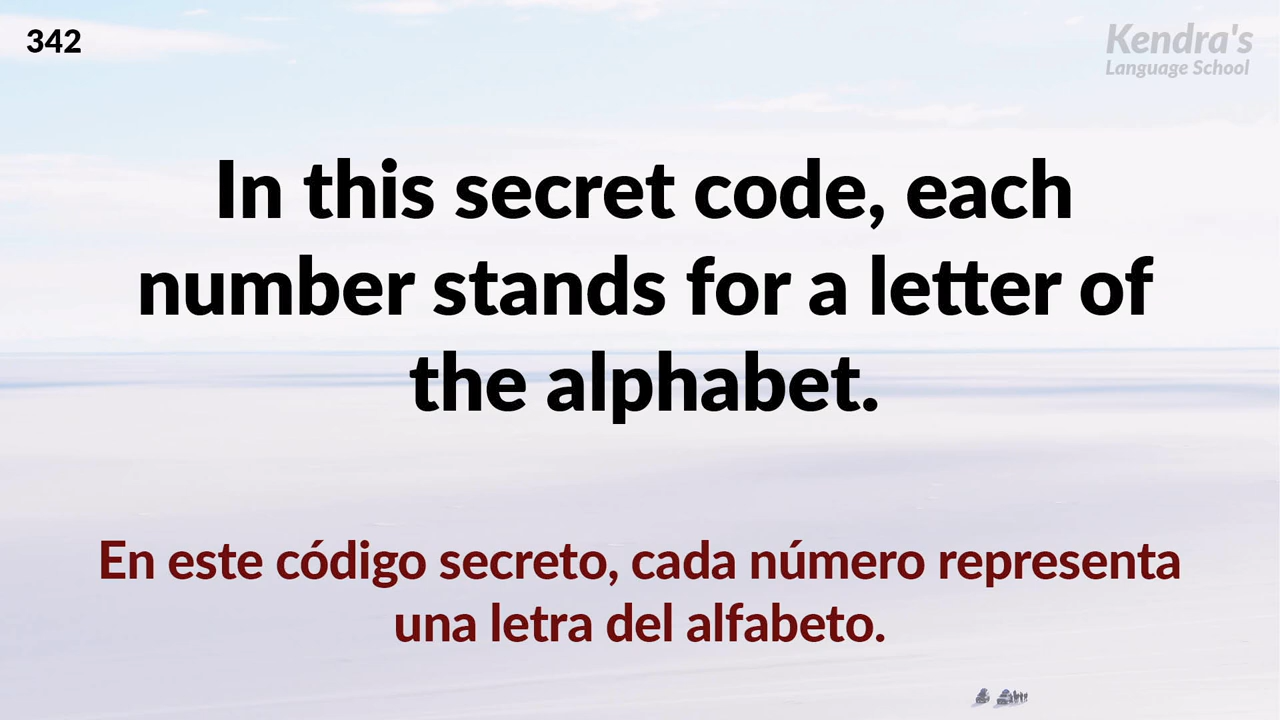 342
Kendra's
Language School
In this secret code, each
number stands for a letter of
the alphabet.
En este código secreto, cada número representa
una letra del alfabeto.